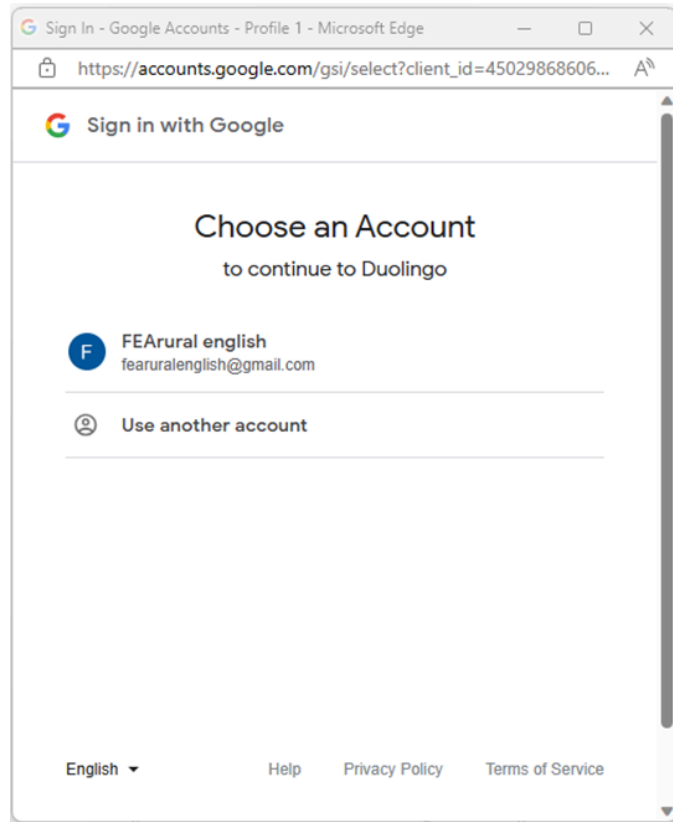 Sign In - Google Accounts - Profile 1 - Microsoft Edge
https://accounts.google.com/gsi/select?client_id=45029868606...
Sign in with Google
Choose an Account
to continue to Duolingo
F
FEArural english
fearuralenglish@gmail.com
Use another account
English
Help Privacy Policy Terms of Service